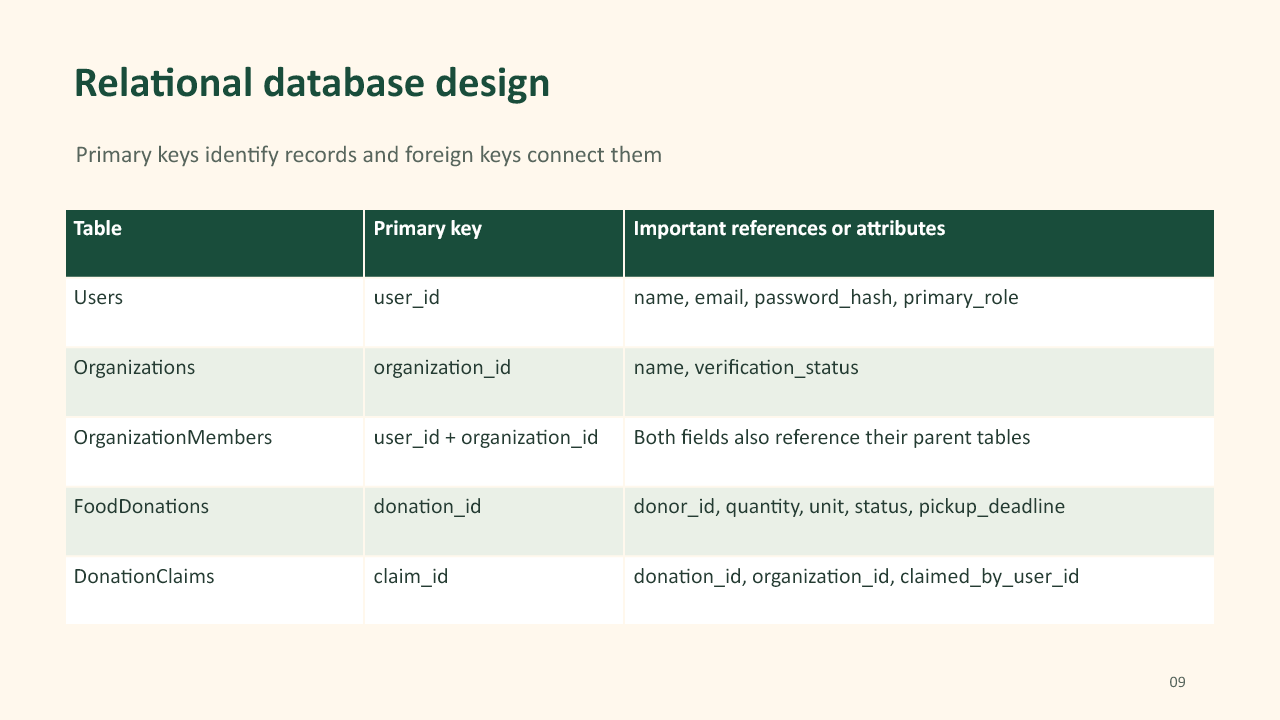 Relational database design
Primary keys identify records and foreign keys connect them
Table Primary key Important references or attributes
Users user_id name, email, password_hash, primary_role
Organizations organization_id name, verification_status
OrganizationMembers user_id + organization_id Both fields also reference their parent tables
FoodDonations donation_id donor_id, quantity, unit, status, pickup_deadline
DonationClaims claim_id donation_id, organization_id, claimed_by_user_id
09